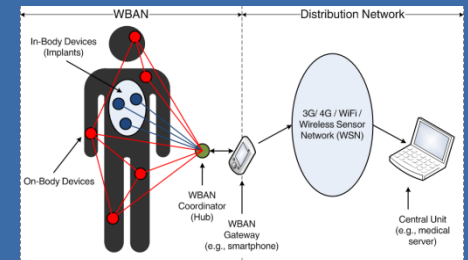 WBAN
Distribution Network
In-Body Devices
(Implants)
3G/ 4G / WiFi /
Wireless Sensor
Network (WSN)
On-Body Devices
WBAN
Coordinator
(Hub)
WBAN
Gateway
(e.g., smartphone)
Central Unit
(e.g., medical
server)